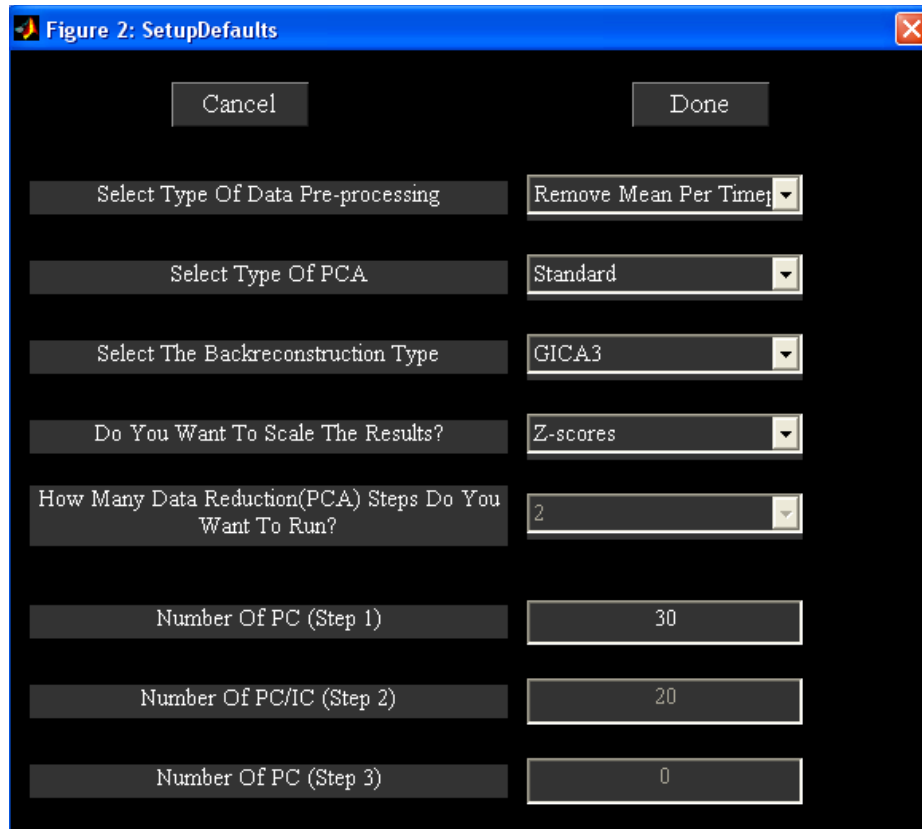 Figure 2: SetupDefaults
Cancel
Done
Select Type Of Data Pre-processing
Remove Mean Per Timep
Select Type Of PCA
Standard
Select The Backreconstruction Type
GICA3
Do You Want To Scale The Results?
Z-scores
How Many Data Reduction(PCA) Steps Do You
Want To Run?
2
Number Of PC (Step 1)
30
Number Of PC/IC (Step 2)
20
Number Of PC (Step 3)
0